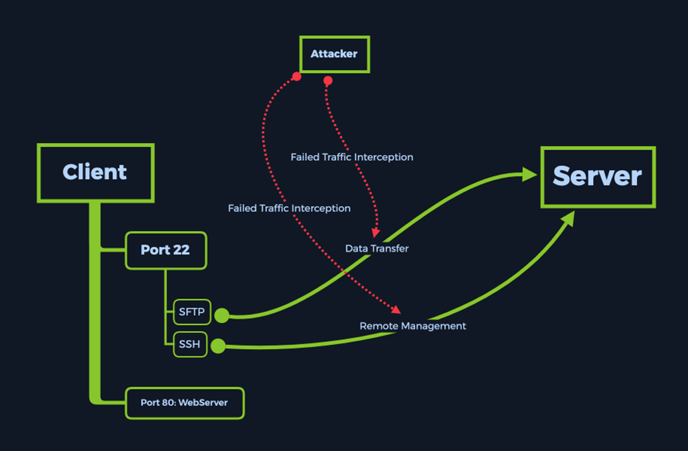 Attacker
Client
Failed Traffic Interception
Server
Failed Traffic Interception
Port 22
Data Transfer
SFTP
Remote Management
SSH
Port 80: WebServer